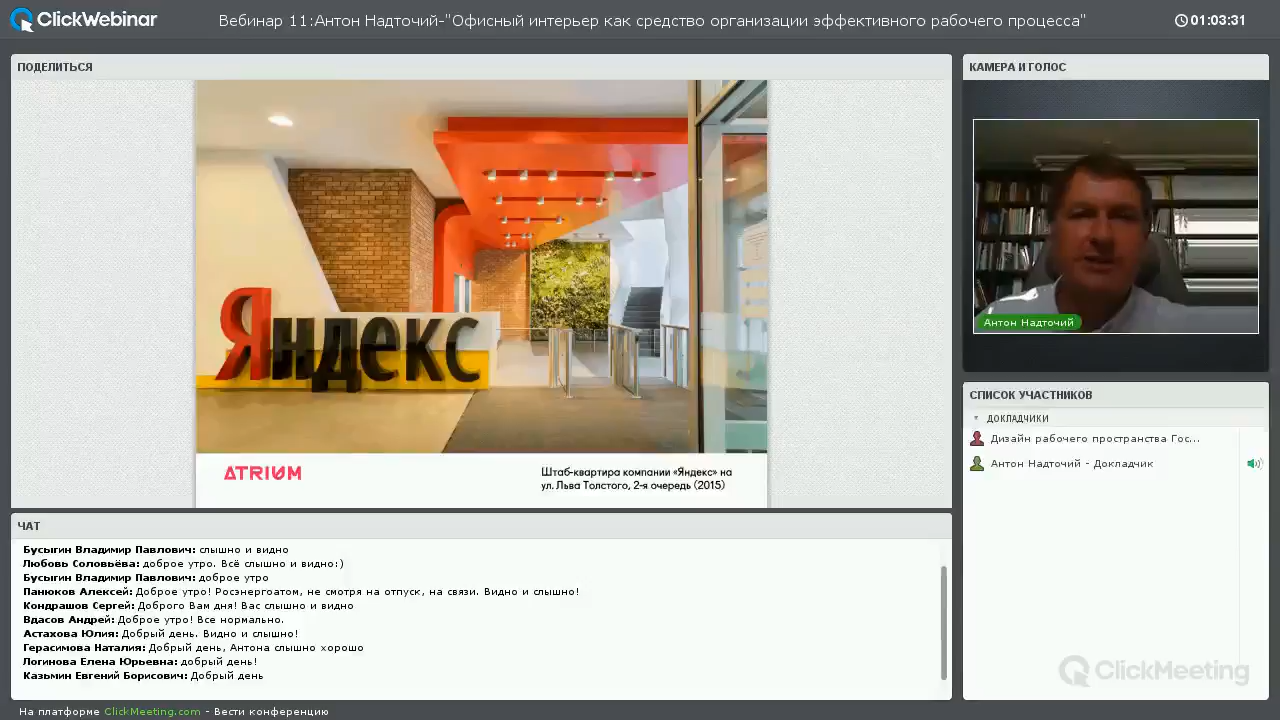 ClickWebinar
Вебинар 11:Антон Надточий-"Офисный интерьер как средство организации эффективного рабочего процесса"
01:03:31
ПОДЕЛИТЬСЯ
Яндекс
ATRIUM
Штаб-квартира компании «Яндекс» на
ул. Льва Толстого, 2-я очередь (2015)
КАМЕРА И ГОЛОС
Антон Надточий
СПИСОК УЧАСТНИКОВ
ДОКЛАДЧИКИ
Дизайн рабочего пространства Гос...
Антон Надточий - Докладчик
ЧАТ
Бусыгин Владимир Павлович: слышно и видно
Любовь Соловьёва: доброе утро. Всё слышно и видно:)
Бусыгин Владимир Павлович: доброе утро
Панюков Алексей: Доброе утро! Росэнергоатом, не смотря на отпуск, на связи. Видно и слышно!
Кондрашов Сергей: Доброго Вам дня! Вас слышно и видно
Вдасов Андрей: Доброе утро! Все нормально.
Астахова Юлия: Добрый день. Видно и слышно!
Герасимова Наталия: Добрый день, Антона слышно хорошо
Логинова Елена Юрьевна: добрый день!
Казьмин Евгений Борисович: Добрый день
ClickMeeting
На платформе ClickMeeting.com - Вести конференцию